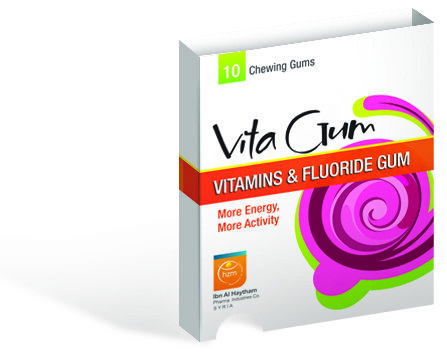 10 Chewing Gums
Vita Gum
VITAMINS & FLUORIDE GUM
More Energy,
More Activity
hzm
Ibn Al Haytham
Pharma Industries Co.
SYRIA